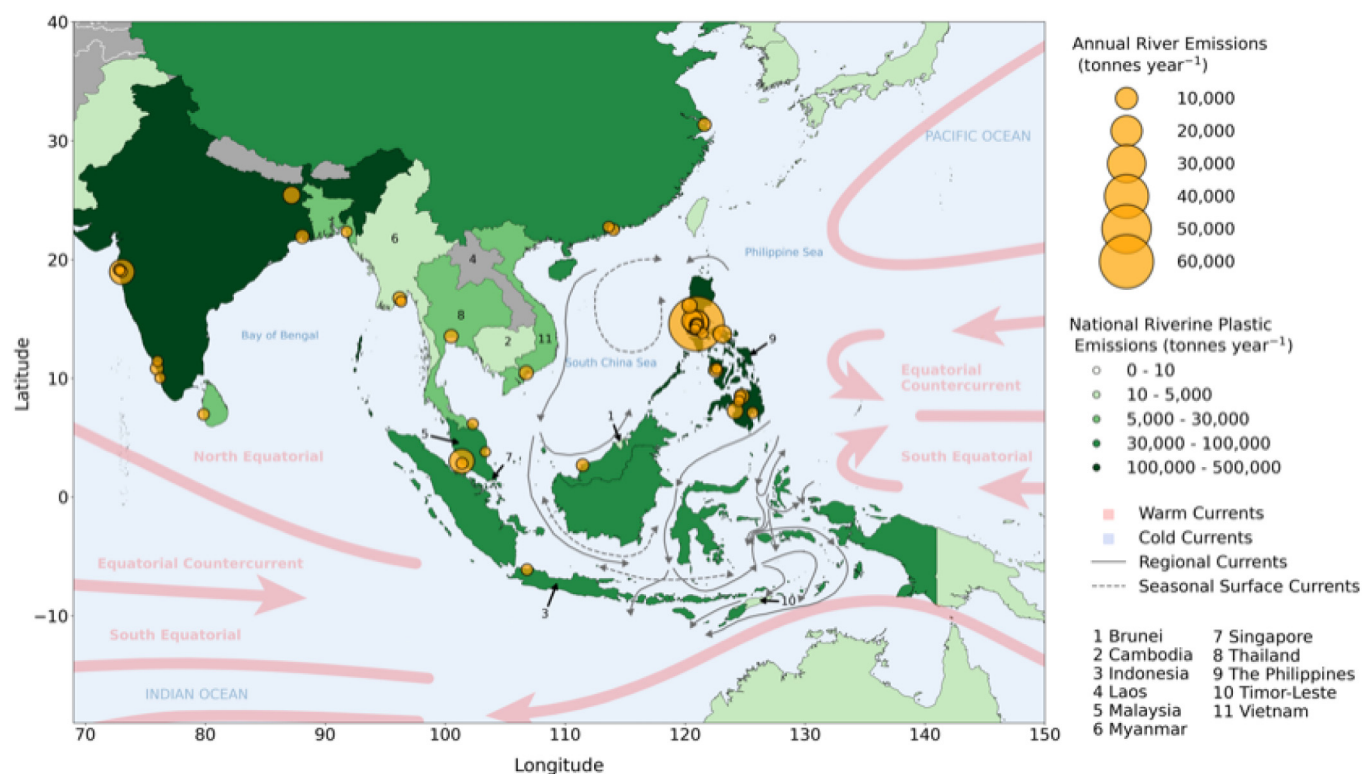 40
30
20
10
0
−10
Latitude
70
80
90
100
110
120
130
140
150
Longitude
PACIFIC OCEAN
Philippine Sea
Bay of Bengal
South China Sea
Equatorial
Countercurrent
North Equatorial
South Equatorial
Equatorial Countercurrent
South Equatorial
INDIAN OCEAN
6
4
8
2
11
9
1
5
7
3
10
Annual River Emissions
(tonnes year⁻¹)
10,000
20,000
30,000
40,000
50,000
60,000
National Riverine Plastic
Emissions (tonnes year⁻¹)
0 - 10
10 - 5,000
5,000 - 30,000
30,000 - 100,000
100,000 - 500,000
Warm Currents
Cold Currents
Regional Currents
Seasonal Surface Currents
1 Brunei
2 Cambodia
3 Indonesia
4 Laos
5 Malaysia
6 Myanmar
7 Singapore
8 Thailand
9 The Philippines
10 Timor-Leste
11 Vietnam